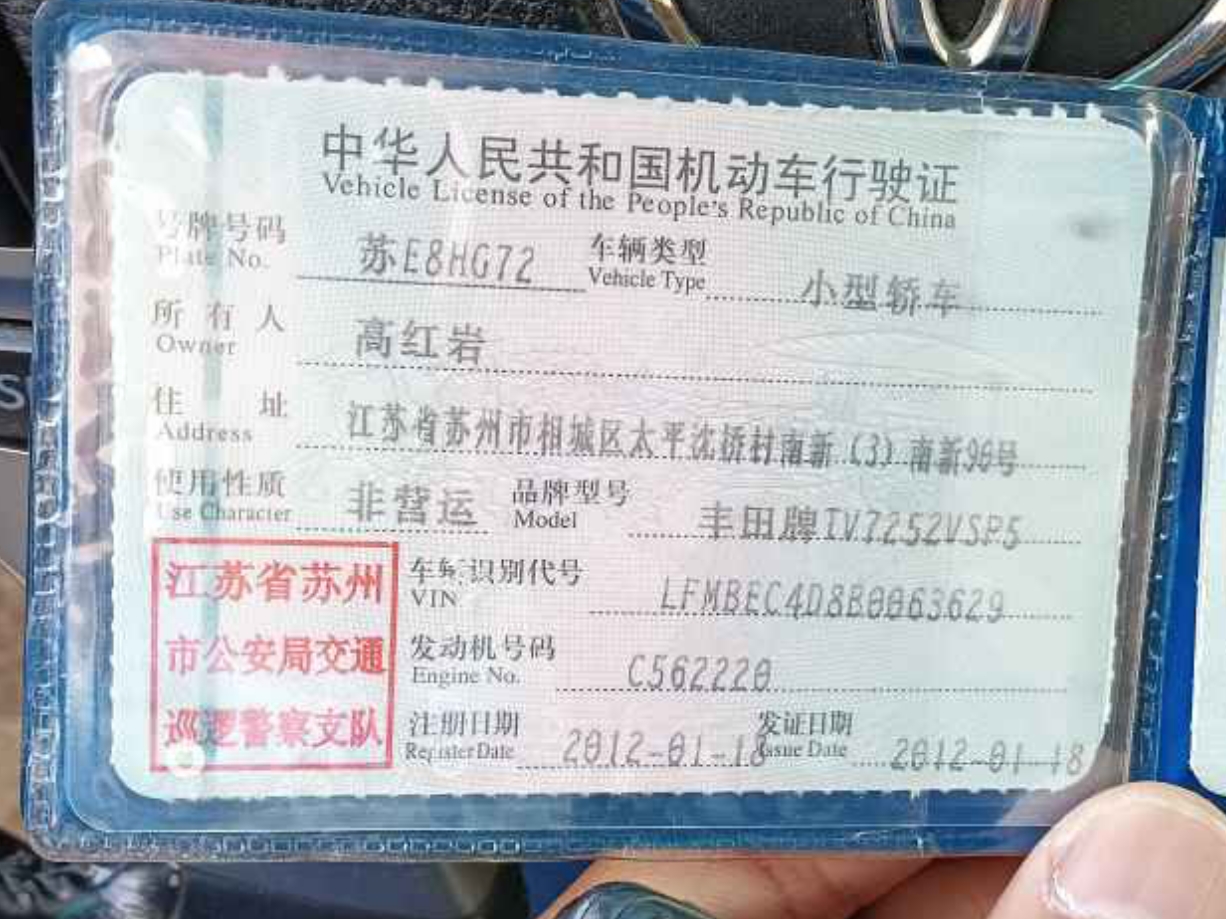 中华人民共和国机动车行驶证
Vehicle License of the People's Republic of China
号牌号码 苏E8HG72 车辆类型 小型轿车
Plate No. Vehicle Type
所有人 高红岩
Owner
住址 江苏省苏州市相城区太平沈桥村南新(3)南新96号
Address
使用性质 非营运 品牌型号 丰田牌TV7252VSP5
Use Character Model
江苏省苏州
市公安局交通
巡逻警察支队
车辆识别代号 LFMBEC4D8B0063629
VIN
发动机号码 C562220
Engine No.
注册日期 2012-01-18 发证日期 2012-01-18
Register Date Issue Date